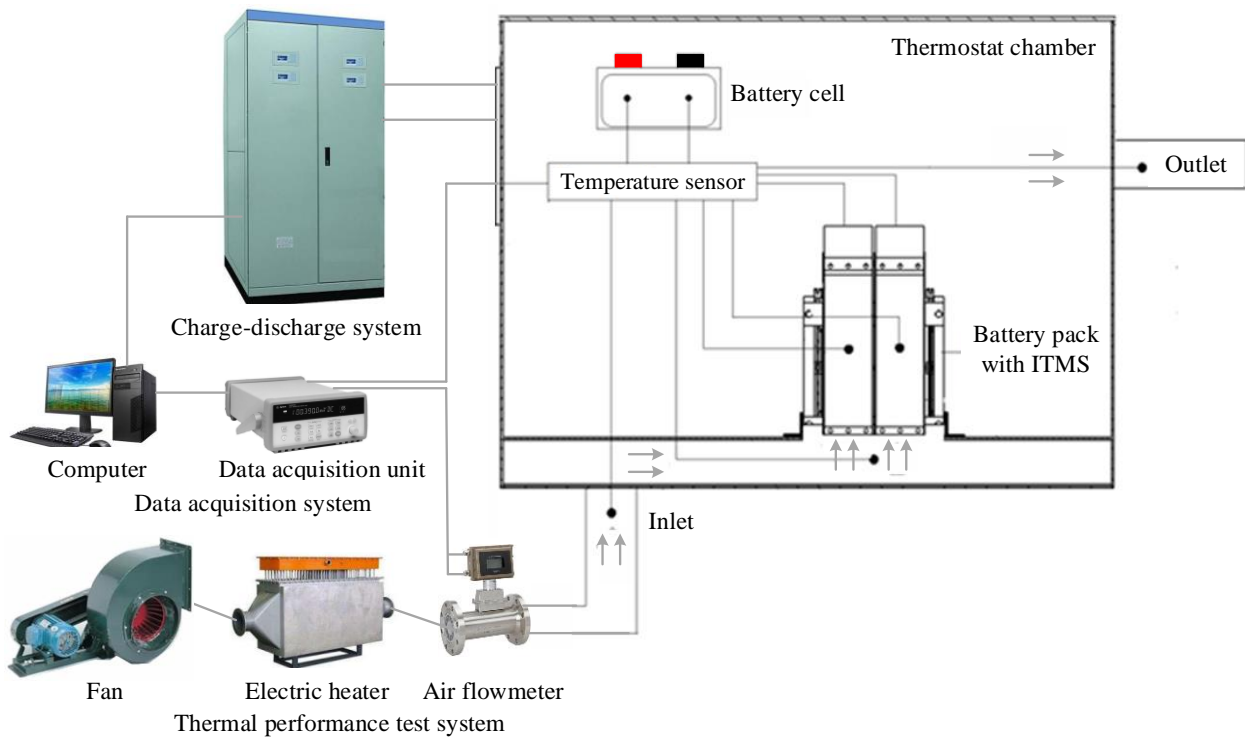 Thermostat chamber
Battery cell
Temperature sensor
Outlet
Charge-discharge system
Battery pack
with ITMS
Computer
Data acquisition unit
Data acquisition system
Inlet
Fan
Electric heater
Air flowmeter
Thermal performance test system